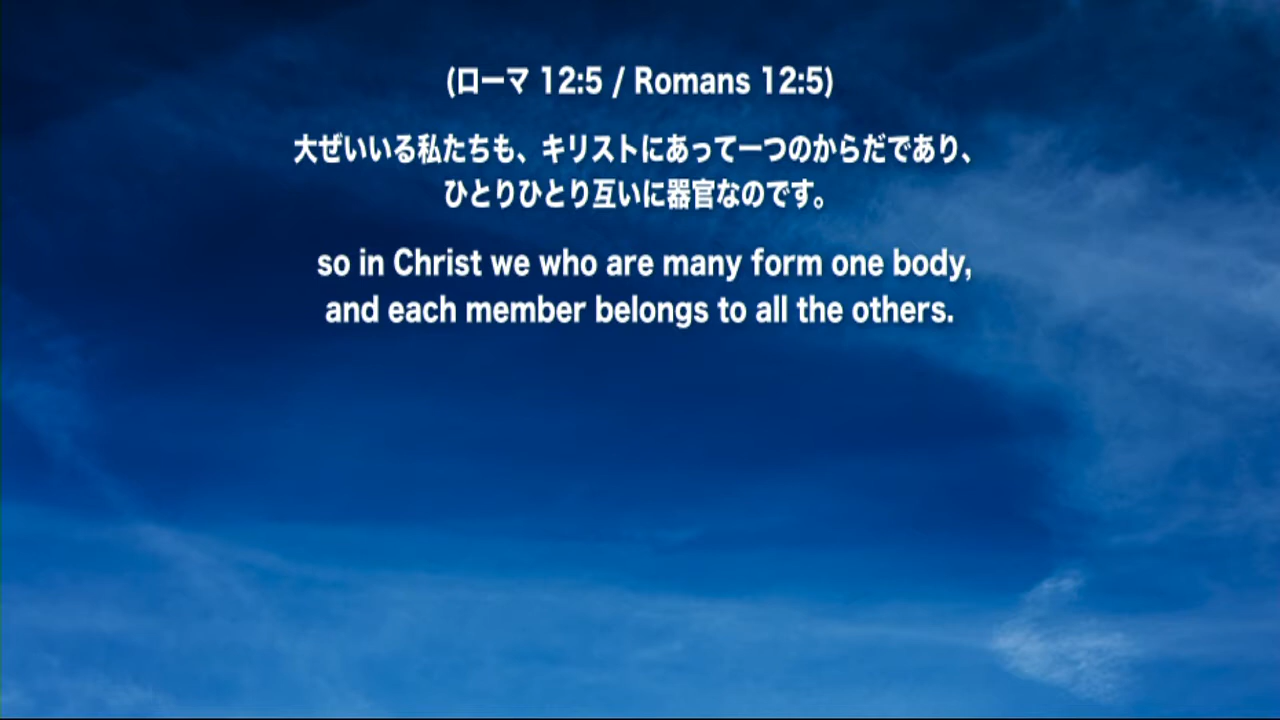 (ローマ 12:5 / Romans 12:5)
大ぜいいる私たちも、キリストにあって一つのからだであり、
ひとりひとり互いに器官なのです。
so in Christ we who are many form one body,
and each member belongs to all the others.